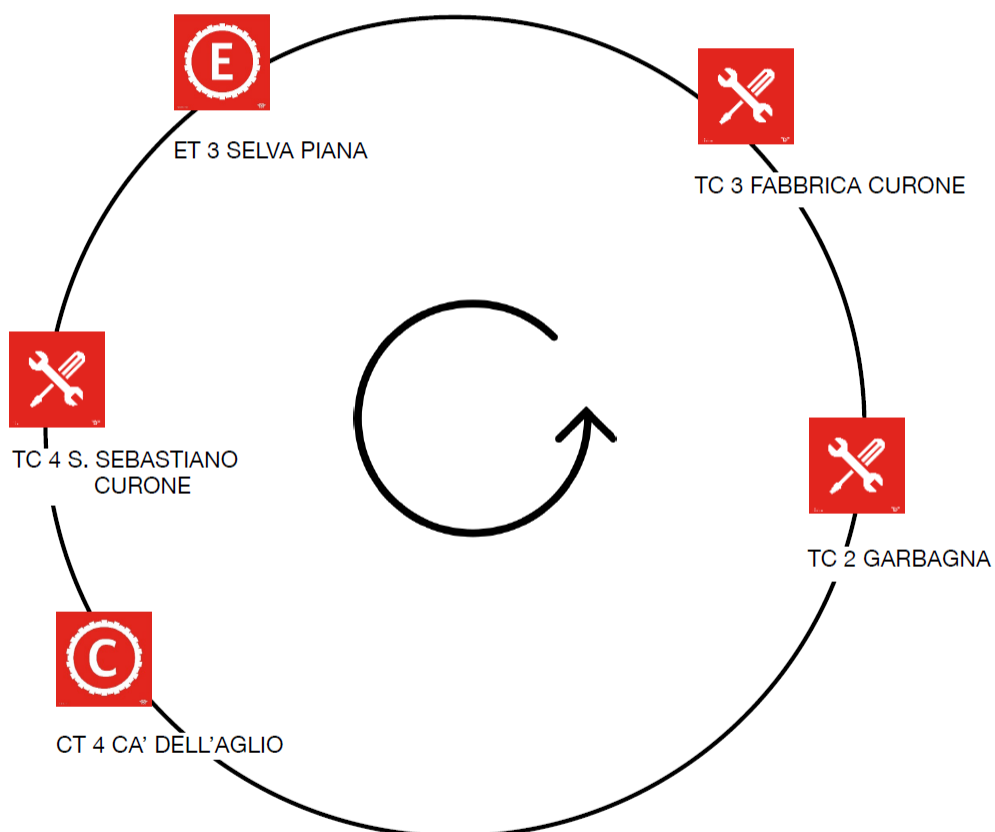 E
ET 3 SELVA PIANA
TC 3 FABBRICA CURONE
TC 4 S. SEBASTIANO
CURONE
TC 2 GARBAGNA
C
CT 4 CA’ DELL’AGLIO